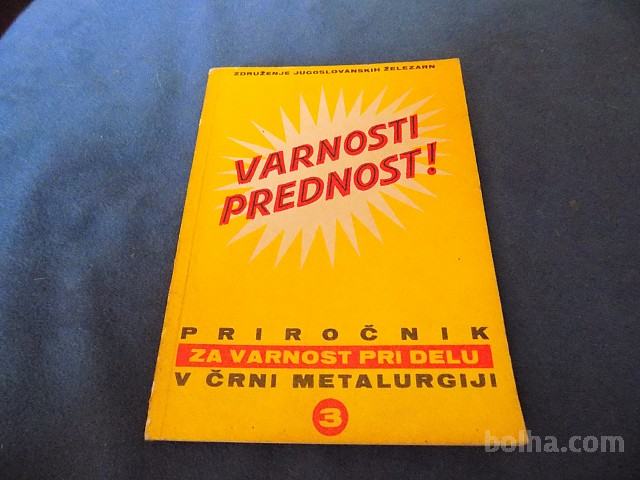 ZDRUŽENJE JUGOSLOVANSKIH ŽELEZARN
VARNOSTI
PREDNOST!
PRIROČNIK
ZA VARNOST PRI DELU
V ČRNI METALURGIJI
3
bolha.com